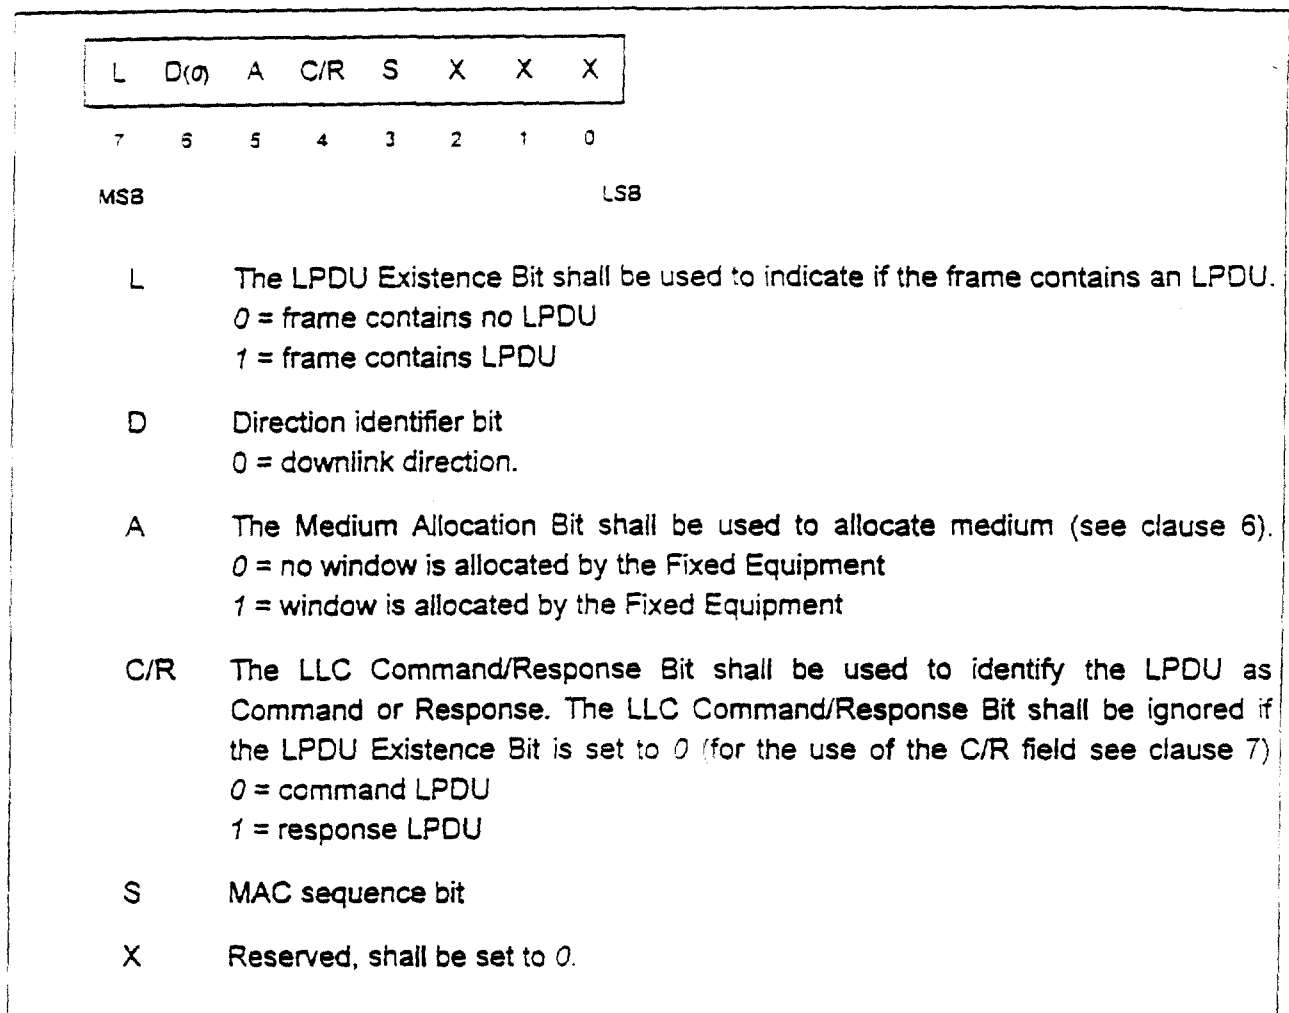 L D(0) A C/R S X X X
7 6 5 4 3 2 1 0
MSB LSB
L The LPDU Existence Bit shall be used to indicate if the frame contains an LPDU.
0 = frame contains no LPDU
1 = frame contains LPDU
D Direction identifier bit
0 = downlink direction.
A The Medium Allocation Bit shall be used to allocate medium (see clause 6).
0 = no window is allocated by the Fixed Equipment
1 = window is allocated by the Fixed Equipment
C/R The LLC Command/Response Bit shall be used to identify the LPDU as
Command or Response. The LLC Command/Response Bit shall be ignored if
the LPDU Existence Bit is set to 0 (for the use of the C/R field see clause 7)
0 = command LPDU
1 = response LPDU
S MAC sequence bit
X Reserved, shall be set to 0.